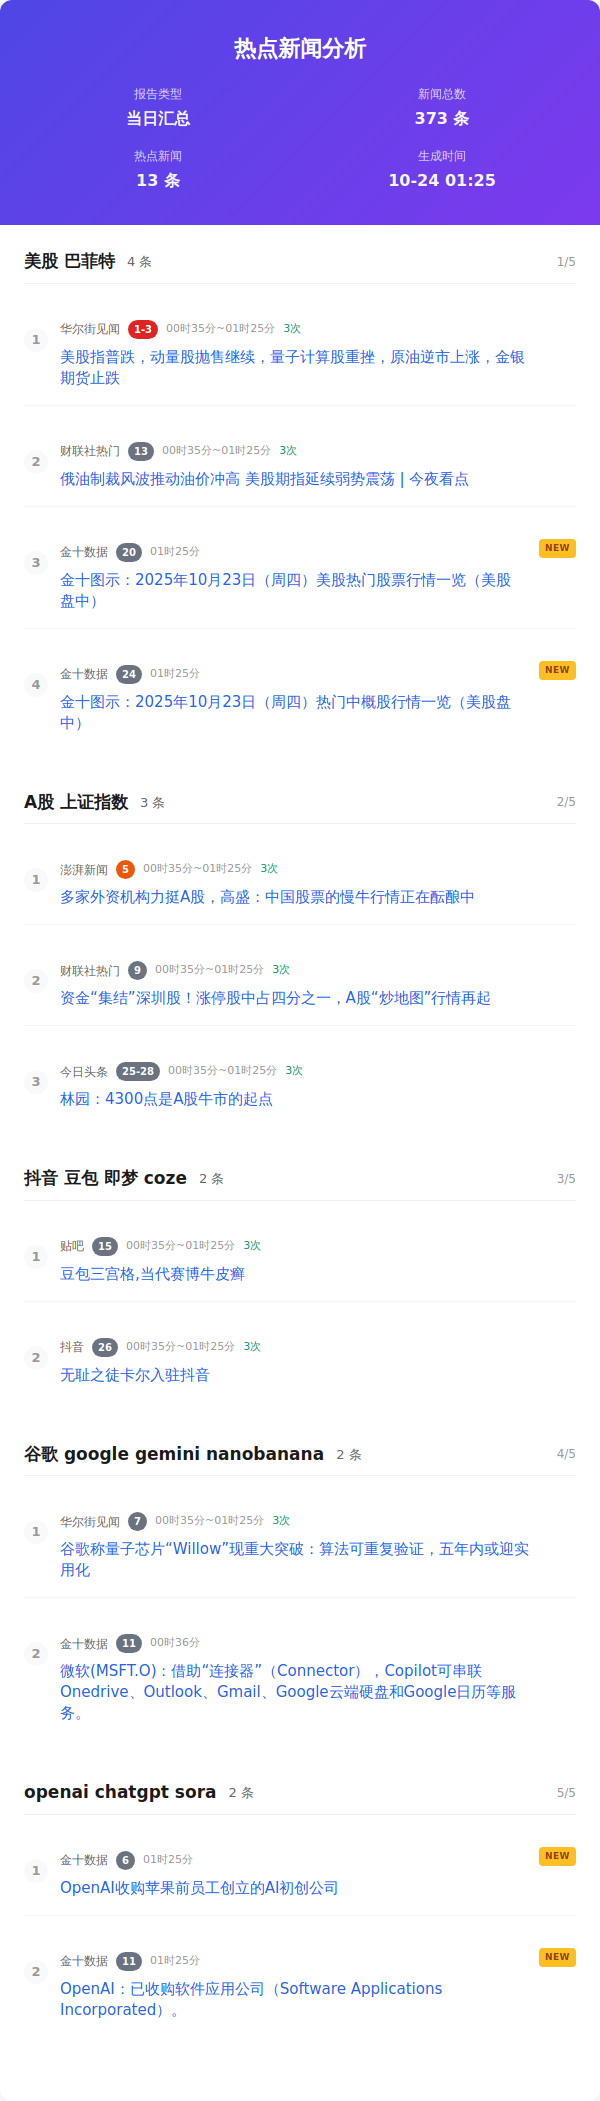 热点新闻分析
报告类型
当日汇总
新闻总数
373 条
热点新闻
13 条
生成时间
10-24 01:25
美股 巴菲特 4 条 1/5
1
华尔街见闻 1-3 00时35分~01时25分 3次
美股指普跌，动量股抛售继续，量子计算股重挫，原油逆市上涨，金银
期货止跌
2
财联社热门 13 00时35分~01时25分 3次
俄油制裁风波推动油价冲高 美股期指延续弱势震荡 | 今夜看点
3
金十数据 20 01时25分 NEW
金十图示：2025年10月23日（周四）美股热门股票行情一览（美股
盘中）
4
金十数据 24 01时25分 NEW
金十图示：2025年10月23日（周四）热门中概股行情一览（美股盘
中）
A股 上证指数 3 条 2/5
1
澎湃新闻 5 00时35分~01时25分 3次
多家外资机构力挺A股，高盛：中国股票的慢牛行情正在酝酿中
2
财联社热门 9 00时35分~01时25分 3次
资金“集结”深圳股！涨停股中占四分之一，A股“炒地图”行情再起
3
今日头条 25-28 00时35分~01时25分 3次
林园：4300点是A股牛市的起点
抖音 豆包 即梦 coze 2 条 3/5
1
贴吧 15 00时35分~01时25分 3次
豆包三宫格,当代赛博牛皮癣
2
抖音 26 00时35分~01时25分 3次
无耻之徒卡尔入驻抖音
谷歌 google gemini nanobanana 2 条 4/5
1
华尔街见闻 7 00时35分~01时25分 3次
谷歌称量子芯片“Willow”现重大突破：算法可重复验证，五年内或迎实
用化
2
金十数据 11 00时36分
微软(MSFT.O)：借助“连接器”（Connector），Copilot可串联
Onedrive、Outlook、Gmail、Google云端硬盘和Google日历等服
务。
openai chatgpt sora 2 条 5/5
1
金十数据 6 01时25分 NEW
OpenAI收购苹果前员工创立的AI初创公司
2
金十数据 11 01时25分 NEW
OpenAI：已收购软件应用公司（Software Applications
Incorporated）。